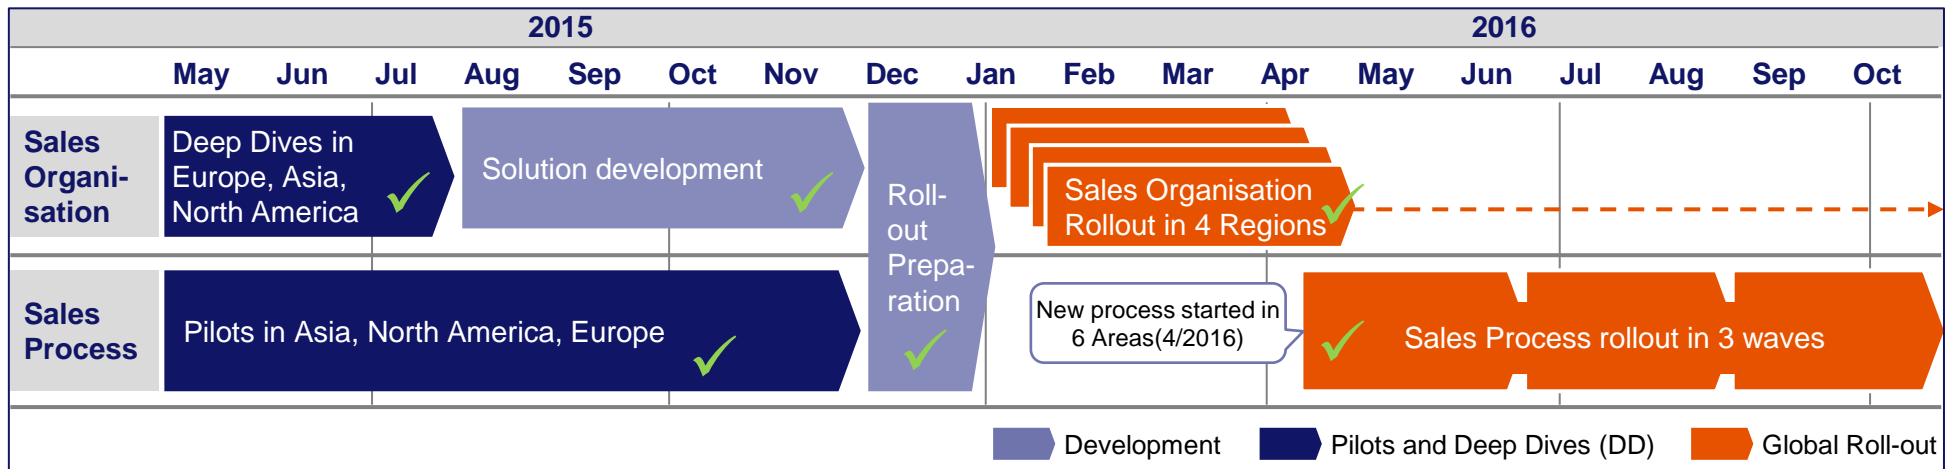 2015 2016
May Jun Jul Aug Sep Oct Nov Dec Jan Feb Mar Apr May Jun Jul Aug Sep Oct
Sales
Organi-
sation
Deep Dives in
Europe, Asia,
North America
Solution development
Roll-
out
Prepa-
ration
Sales Organisation
Rollout in 4 Regions
Sales
Process
Pilots in Asia, North America, Europe
New process started in
6 Areas(4/2016)
Sales Process rollout in 3 waves
Development Pilots and Deep Dives (DD) Global Roll-out